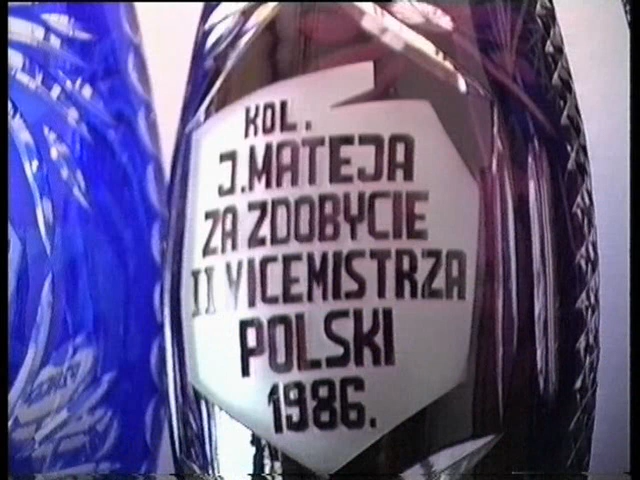 KOL.
J.MATEJA
ZA ZDOBYCIE
II VICEMISTRZA
POLSKI
1986.